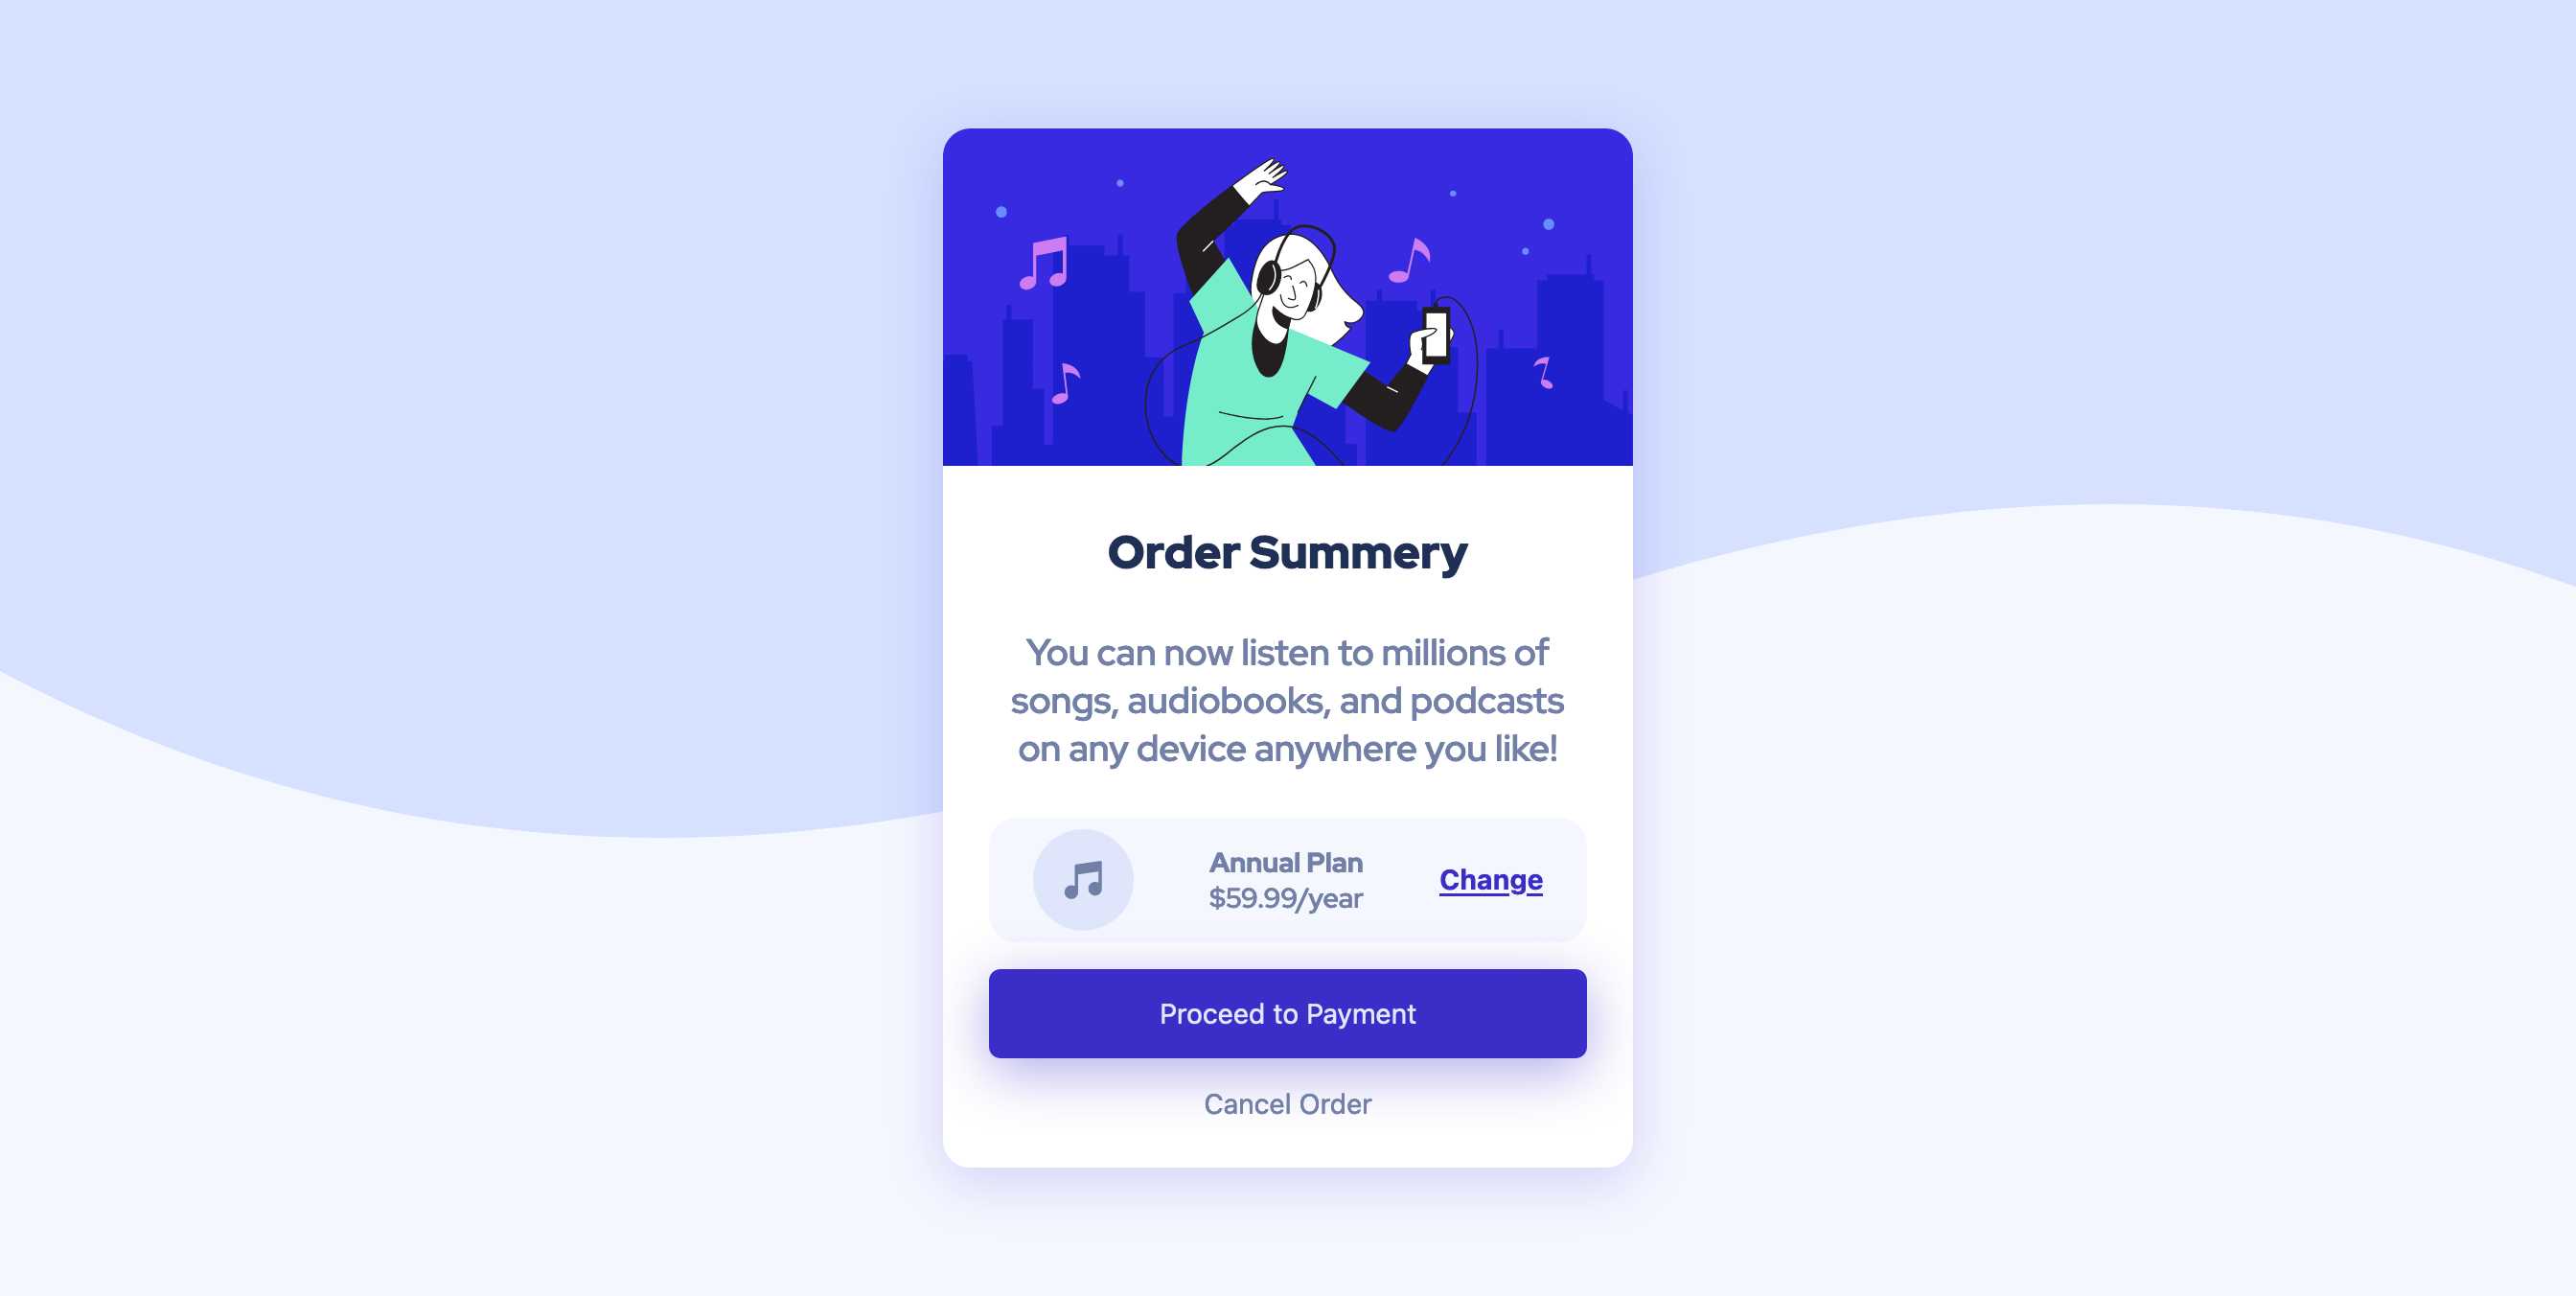 Order Summery
You can now listen to millions of
songs, audiobooks, and podcasts
on any device anywhere you like!
Annual Plan
$59.99/year
Change
Proceed to Payment
Cancel Order